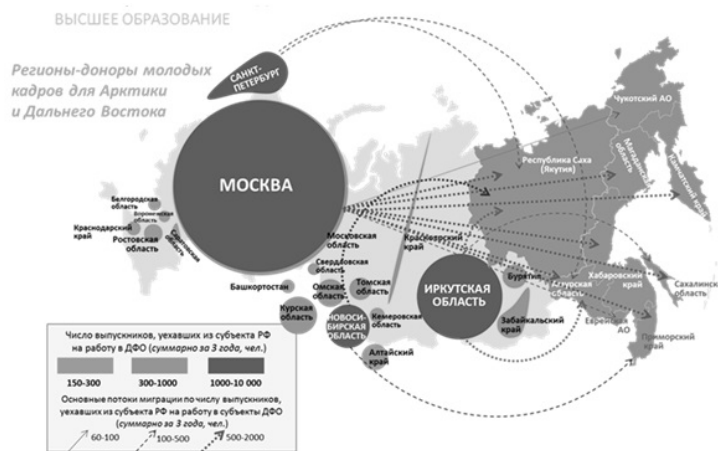 ВЫСШЕЕ ОБРАЗОВАНИЕ
Регионы-доноры молодых
кадров для Арктики
и Дальнего Востока
САНКТ-
ПЕТЕРБУРГ
МОСКВА
Чукотский АО
Республика Саха
(Якутия)
Магаданская
область
Камчатский край
Белгородская
область
Воронежская
область
Краснодарский
край
Ростовская
область
Саратовская
область
Московская
область
Красноярский
край
Свердловская
область
Башкортостан
Омская
область
Томская
область
ИРКУТСКАЯ
ОБЛАСТЬ
Бурятия
Амурская
область
Хабаровский
край
Сахалинская
область
Курская
область
НОВОСИ-
БИРСКАЯ
ОБЛАСТЬ
Кемеровская
область
Забайкальский
край
Еврейская
АО
Приморский
край
Алтайский
край
Число выпускников, уехавших из субъекта РФ
на работу в ДФО (суммарно за 3 года, чел.)
150-300
300-1000
1000-10 000
Основные потоки миграции по числу выпускников,
уехавших из субъекта РФ на работу в субъекты ДФО
(суммарно за 3 года, чел.)
60-100
100-500
500-2000